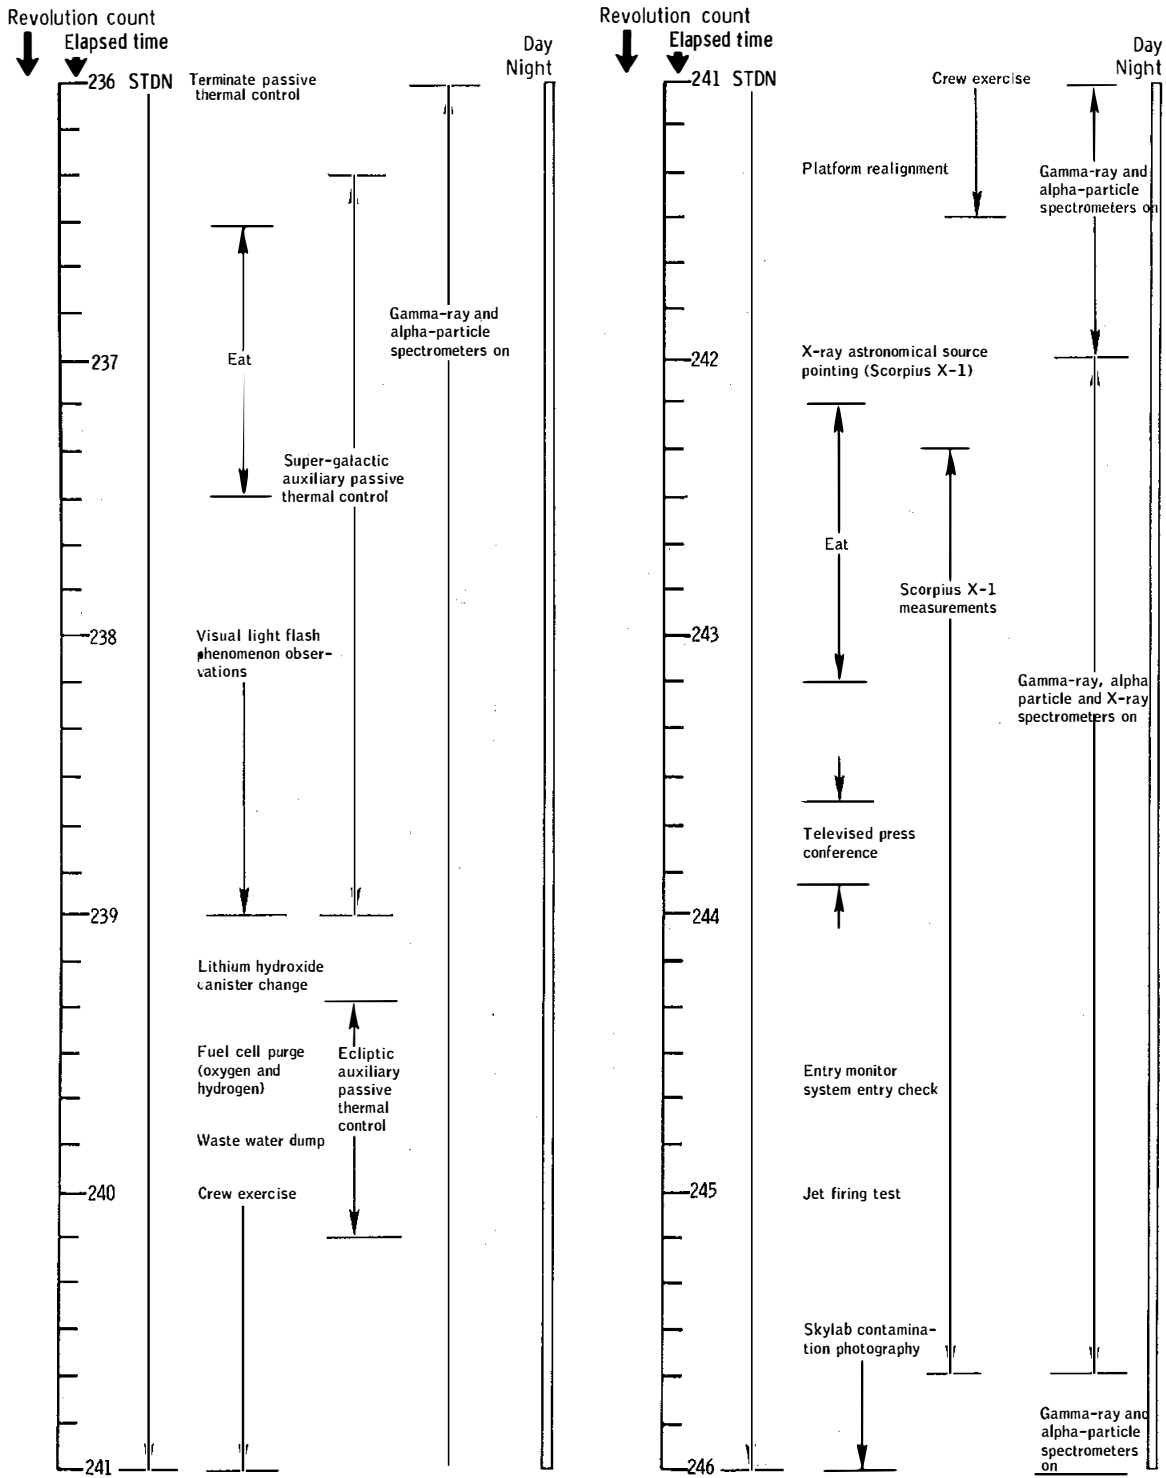 Revolution count
Elapsed time
Day
Night
236 STDN
Terminate passive
thermal control
Eat
237
Gamma-ray and
alpha-particle
spectrometers on
Super-galactic
auxiliary passive
thermal control
238
Visual light flash
phenomenon obser-
vations
239
Lithium hydroxide
canister change
Fuel cell purge
(oxygen and
hydrogen)
Ecliptic
auxiliary
passive
thermal
control
Waste water dump
240
Crew exercise
241
Revolution count
Elapsed time
Day
Night
241 STDN
Crew exercise
Platform realignment
Gamma-ray and
alpha-particle
spectrometers on
242
X-ray astronomical source
pointing (Scorpius X-1)
Eat
Scorpius X-1
measurements
243
Gamma-ray, alpha
particle and X-ray
spectrometers on
Televised press
conference
244
Entry monitor
system entry check
245
Jet firing test
Skylab contamina-
tion photography
Gamma-ray and
alpha-particle
spectrometers
on
246